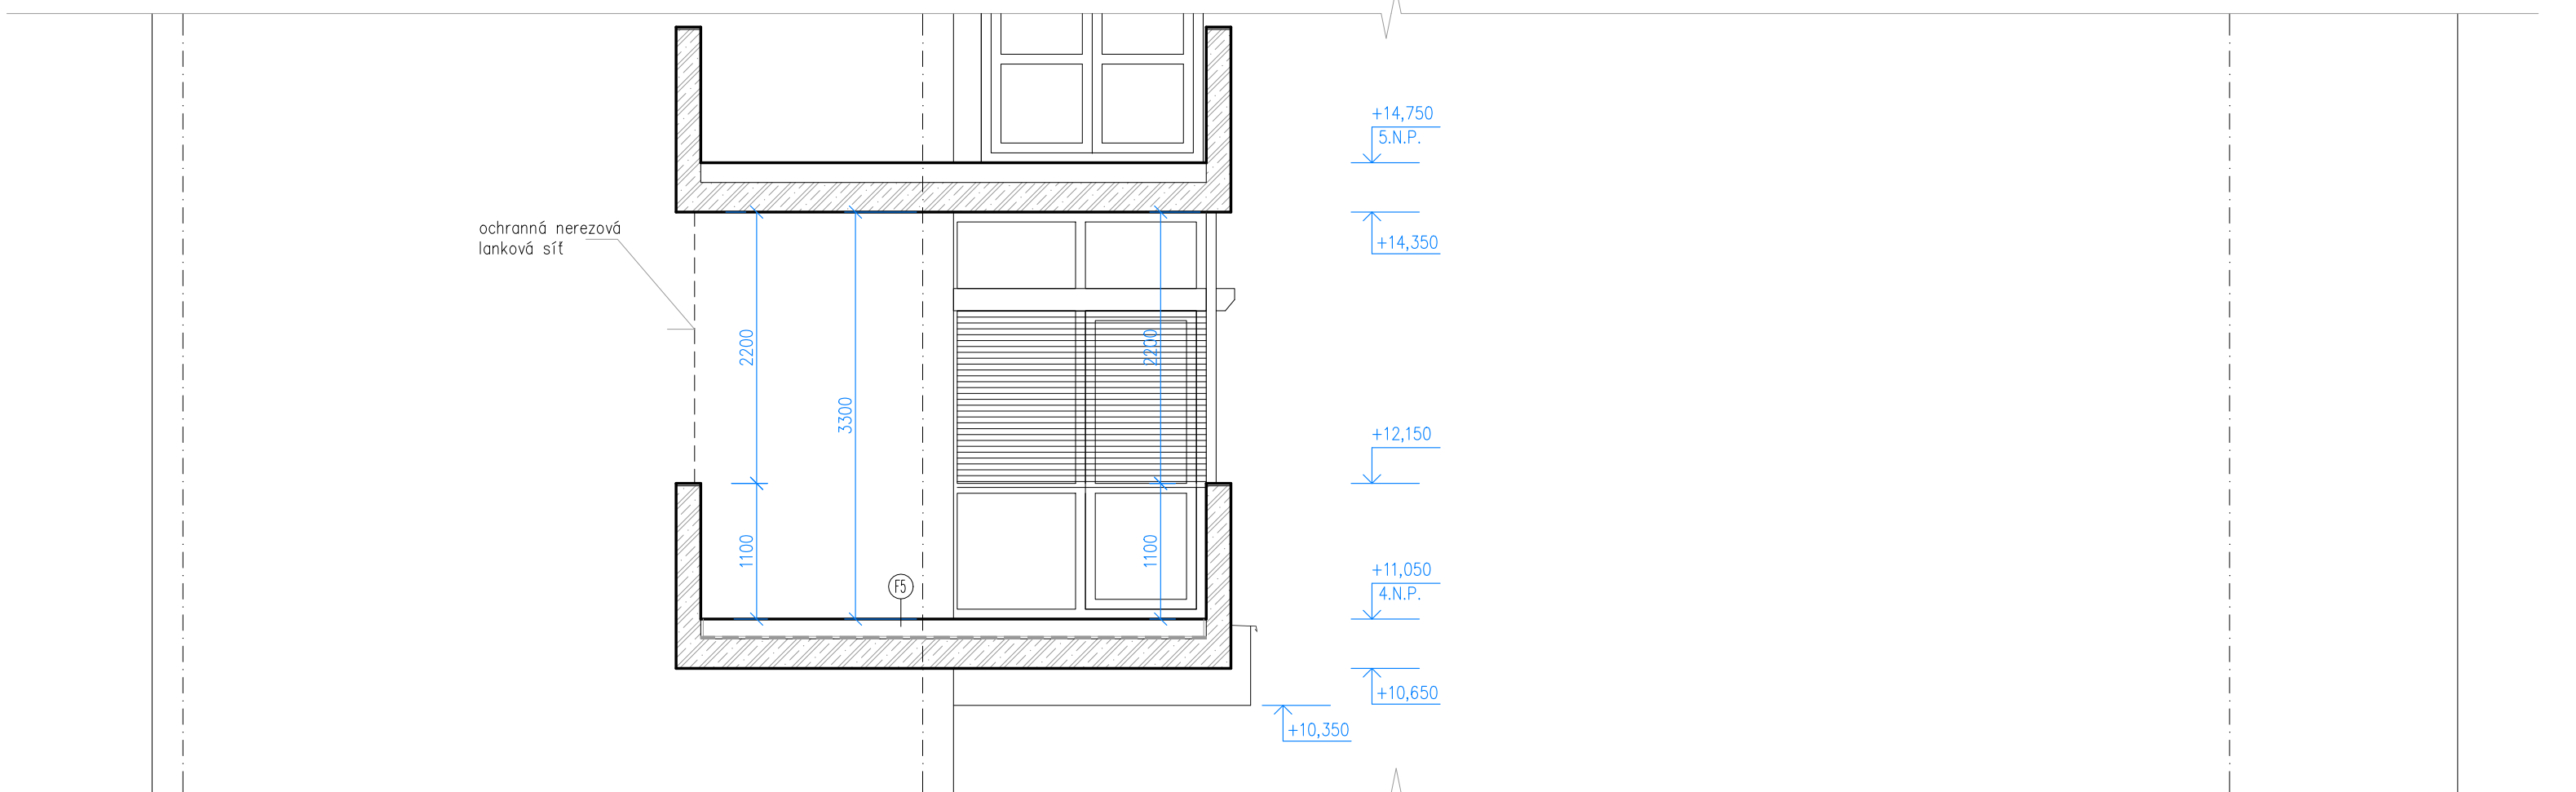 +14,750
5.N.P.
ochranná nerezová
lanková síť
+14,350
2200
2200
3300
+12,150
1100
1100
+11,050
F5
4.N.P.
+10,650
+10,350